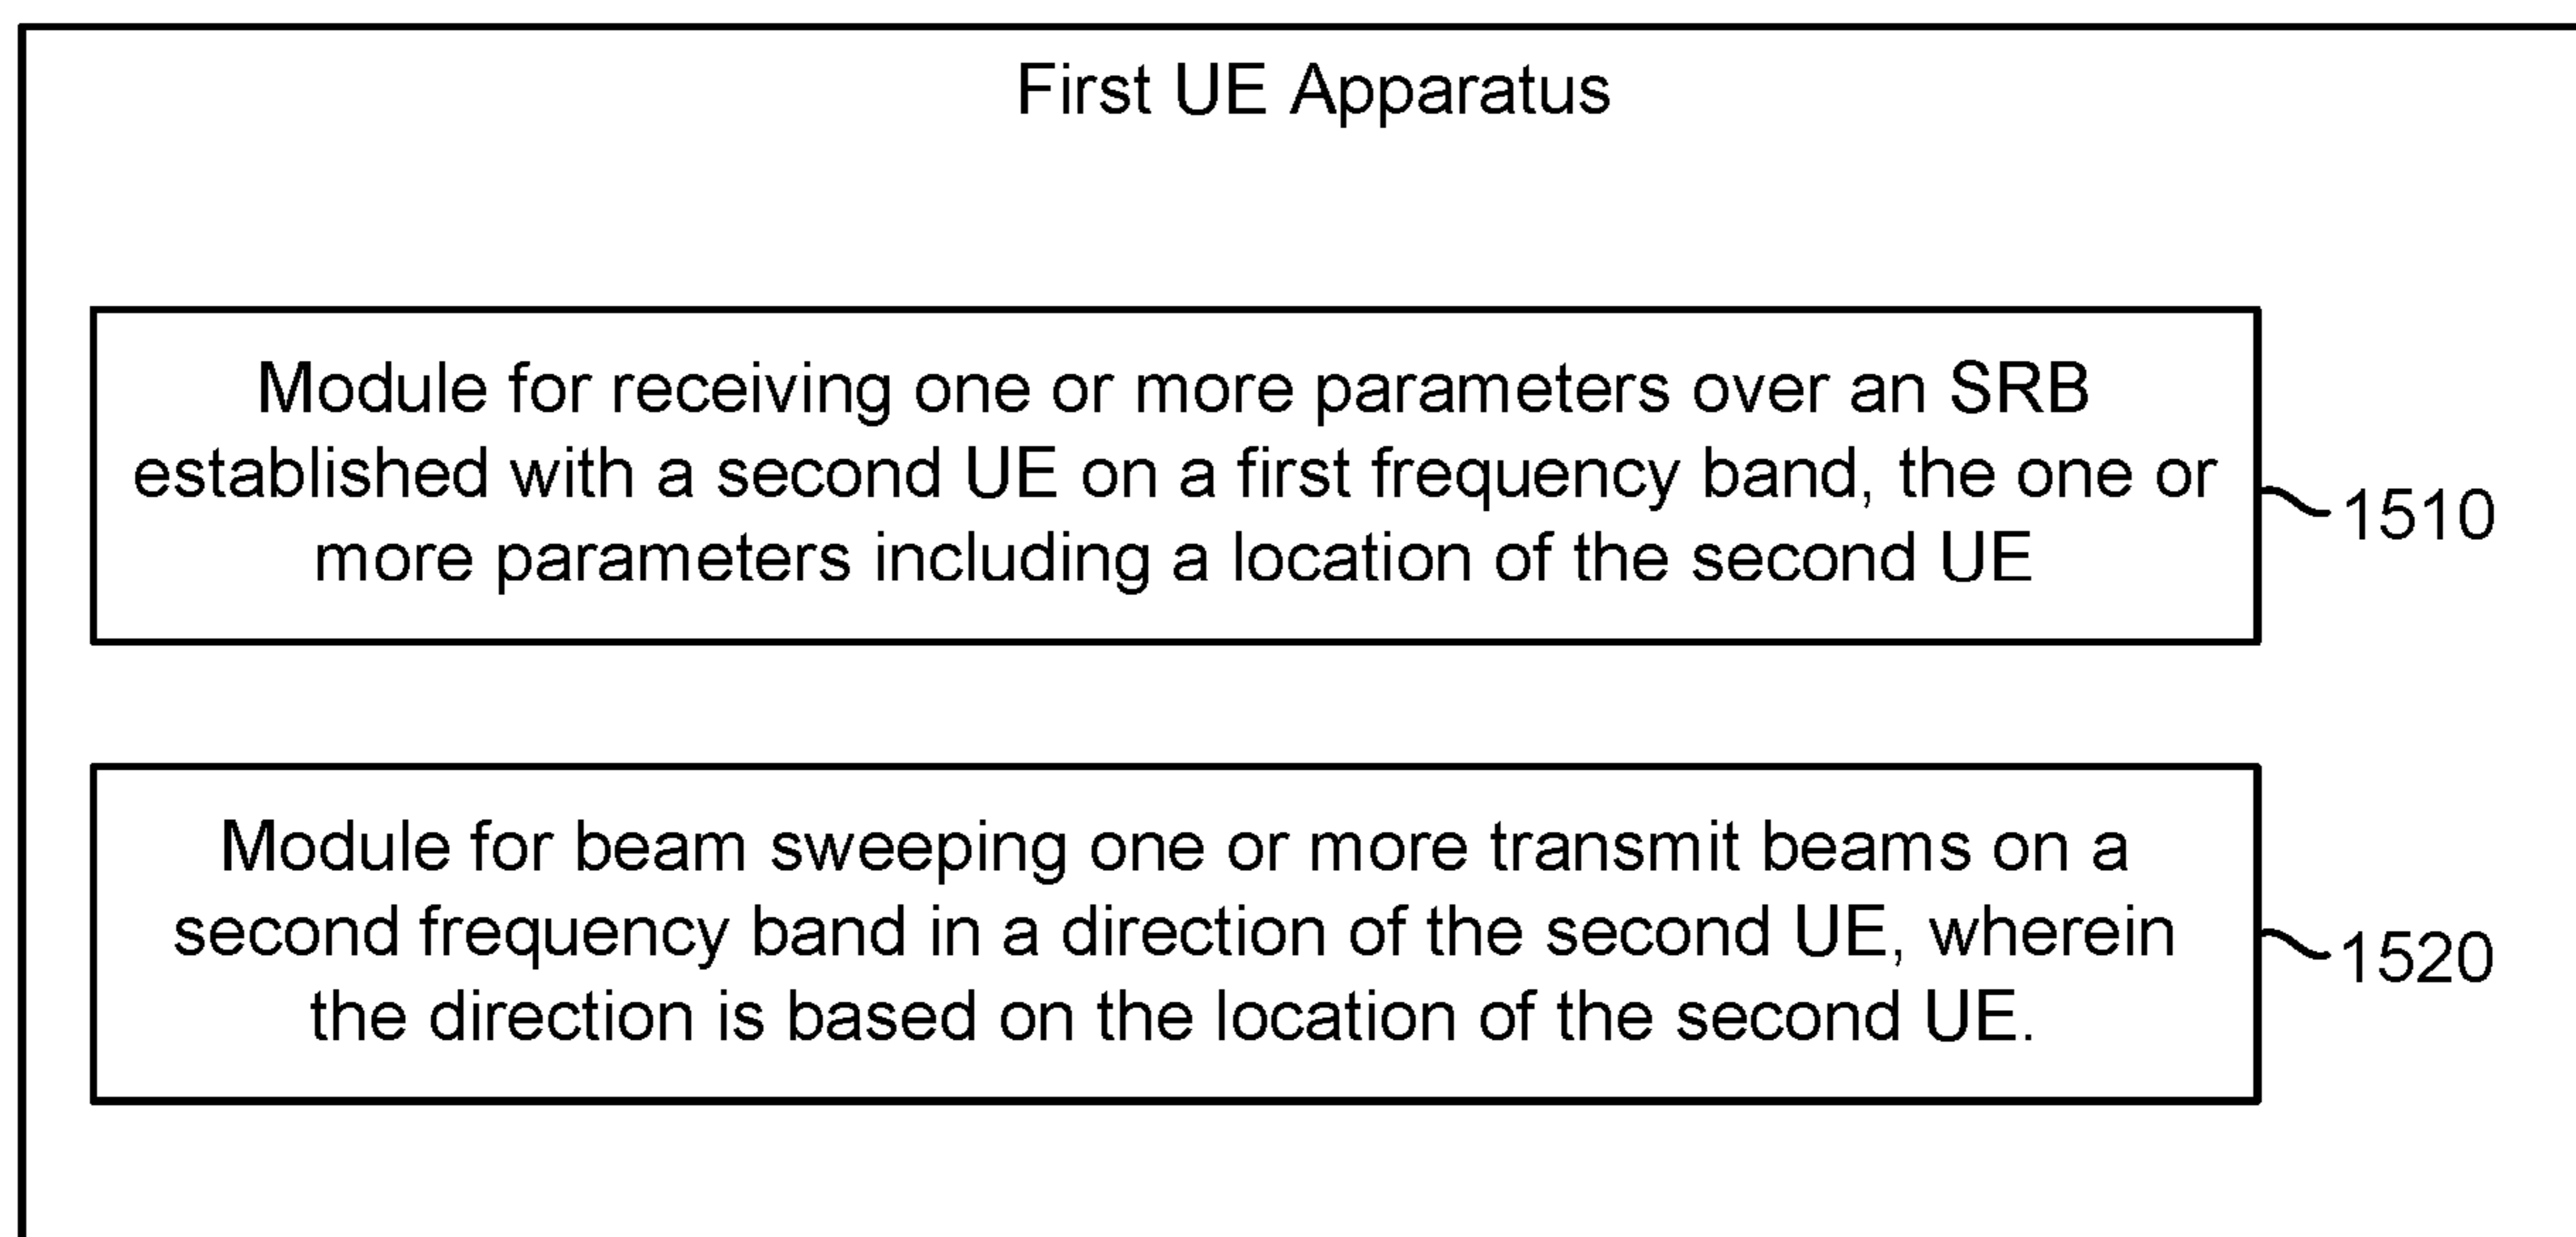 First UE Apparatus
Module for receiving one or more parameters over an SRB
established with a second UE on a first frequency band, the one or
more parameters including a location of the second UE
1510
Module for beam sweeping one or more transmit beams on a
second frequency band in a direction of the second UE, wherein
the direction is based on the location of the second UE.
1520